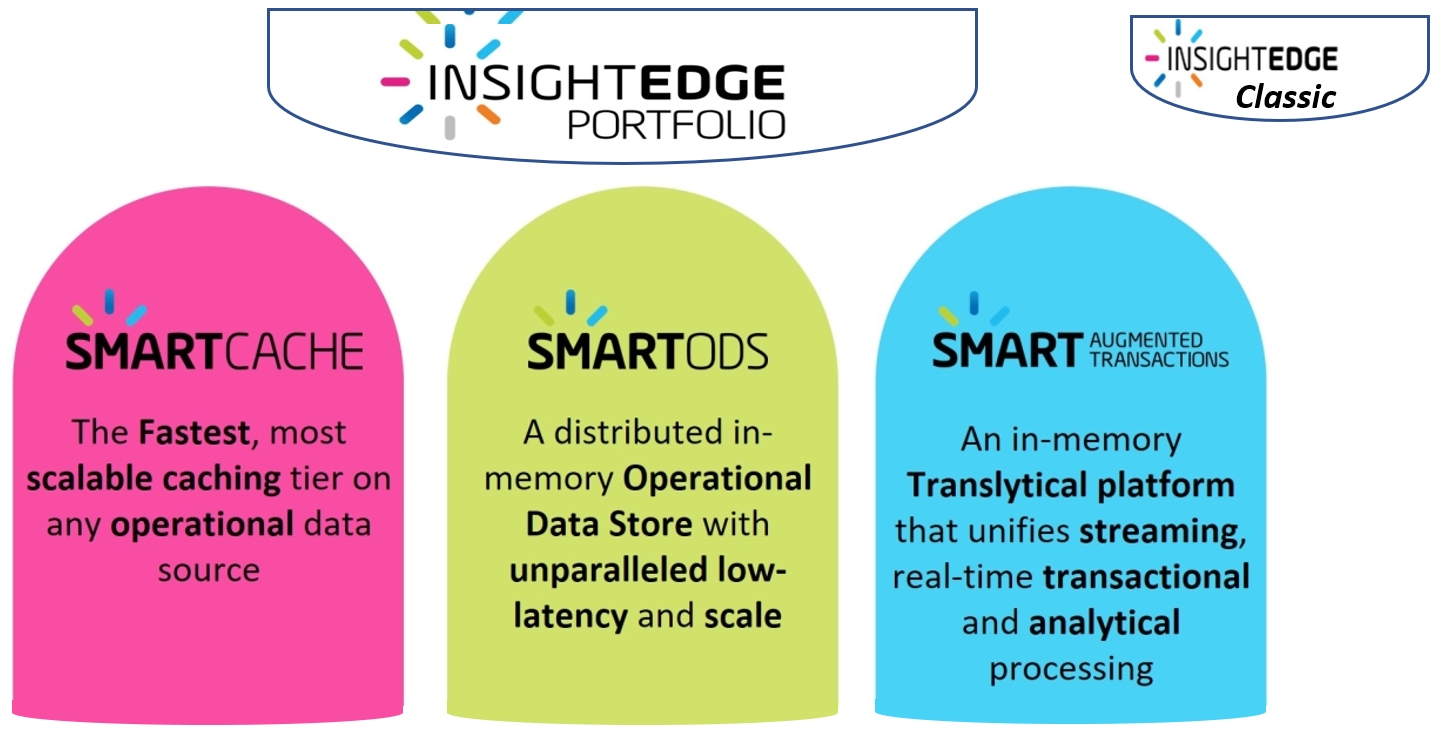 INSIGHTEDGE
PORTFOLIO
INSIGHTEDGE
Classic
SMARTCACHE
The Fastest, most
scalable caching tier on
any operational data
source
SMARTODS
A distributed in-
memory Operational
Data Store with
unparalleled low-
latency and scale
SMART AUGMENTED
TRANSACTIONS
An in-memory
Translytical platform
that unifies streaming,
real-time transactional
and analytical
processing